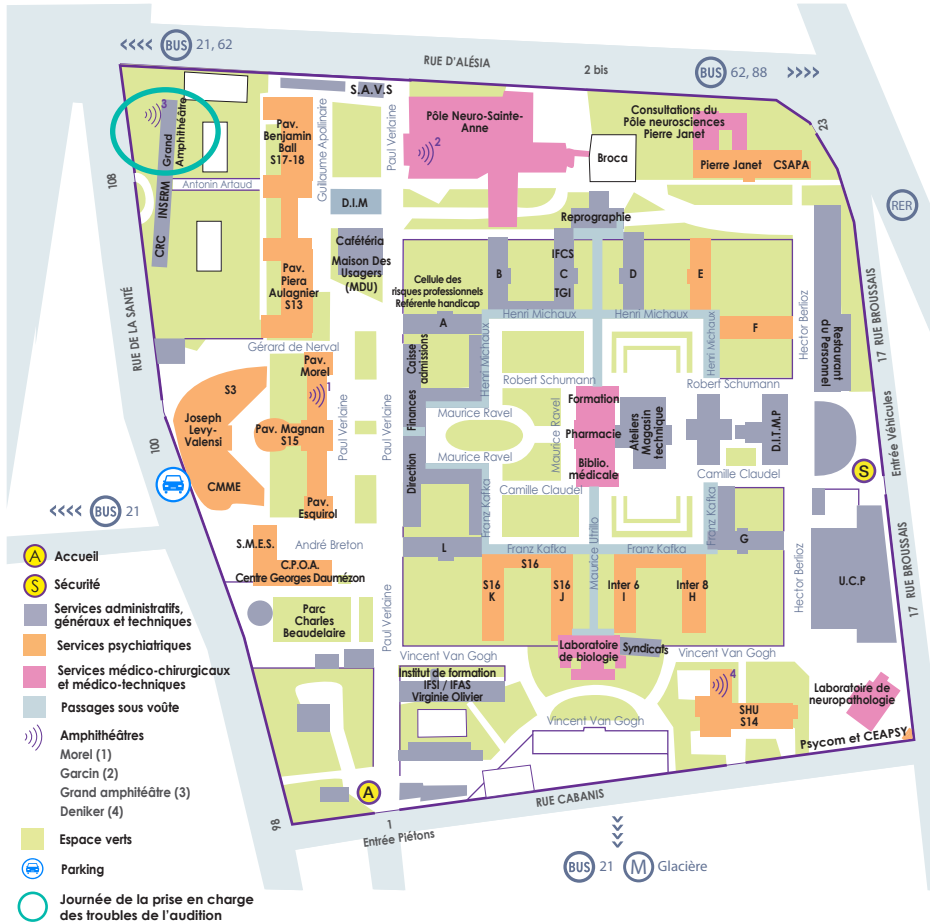 <<<< BUS 21, 62
RUE D'ALÉSIA
2 bis
BUS 62, 88 >>>>
S.A.V.S
3
Grand
Amphithéâtre
INSERM
CRC
108
Antonin Artaud
Pav.
Benjamin
Ball
S17-18
Guillaume Apollinaire
Paul Verlaine
Pôle Neuro-Sainte-
Anne
2
Consultations du
Pôle neurosciences
Pierre Janet
23
Broca
Pierre Janet
CSAPA
RER
D.I.M
Reprographie
Cafétéria
Maison Des
Usagers
(MDU)
Pav.
Piera
Aulagnier
S13
Cellule des
risques professionnels
Référente handicap
A
B
IFCS
C
TGI
D
E
F
Henri Michaux
Henri Michaux
Henri Michaux
Henri Michaux
Hector Berlioz
Restaurant
du Personnel
17 RUE BROUSSAIS
RUE DE LA SANTÉ
Gérard de Nerval
Pav.
Morel
1
S3
Joseph
Levy-
Valensi
Pav. Magnan
S15
CMME
Pav.
Esquirol
Paul Verlaine
Paul Verlaine
Caisse
admissions
Finances
Direction
Robert Schumann
Robert Schumann
Maurice Ravel
Maurice Ravel
Maurice Ravel
Formation
Pharmacie
Biblio.
médicale
Ateliers
Magasin
technique
D.I.T.M.P
Camille Claudel
Camille Claudel
Entrée Véhicules
S
100
<<<< BUS 21
S.M.E.S.
André Breton
C.P.O.A.
Centre Georges Daumézon
L
Franz Kafka
Franz Kafka
Franz Kafka
Franz Kafka
G
S16
S16
K
S16
J
Maurice Utrillo
Inter 6
I
Inter 8
H
Hector Berlioz
U.C.P
17 RUE BROUSSAIS
Parc
Charles
Beaudelaire
Paul Verlaine
Vincent Van Gogh
Laboratoire
de biologie
Syndicats
Vincent Van Gogh
Institut de formation
IFSI / IFAS
Virginie Olivier
Vincent Van Gogh
4
SHU
S14
Laboratoire de
neuropathologie
Psycom et CEAPSY
A
98
1
Entrée Piétons
RUE CABANIS
BUS 21 M Glacière
A Accueil
S Sécurité
Services administratifs,
généraux et techniques
Services psychiatriques
Services médico-chirurgicaux
et médico-techniques
Passages sous voûte
Amphithéâtres
Morel (1)
Garcin (2)
Grand amphitéâtre (3)
Deniker (4)
Espace verts
Parking
Journée de la prise en charge
des troubles de l'audition